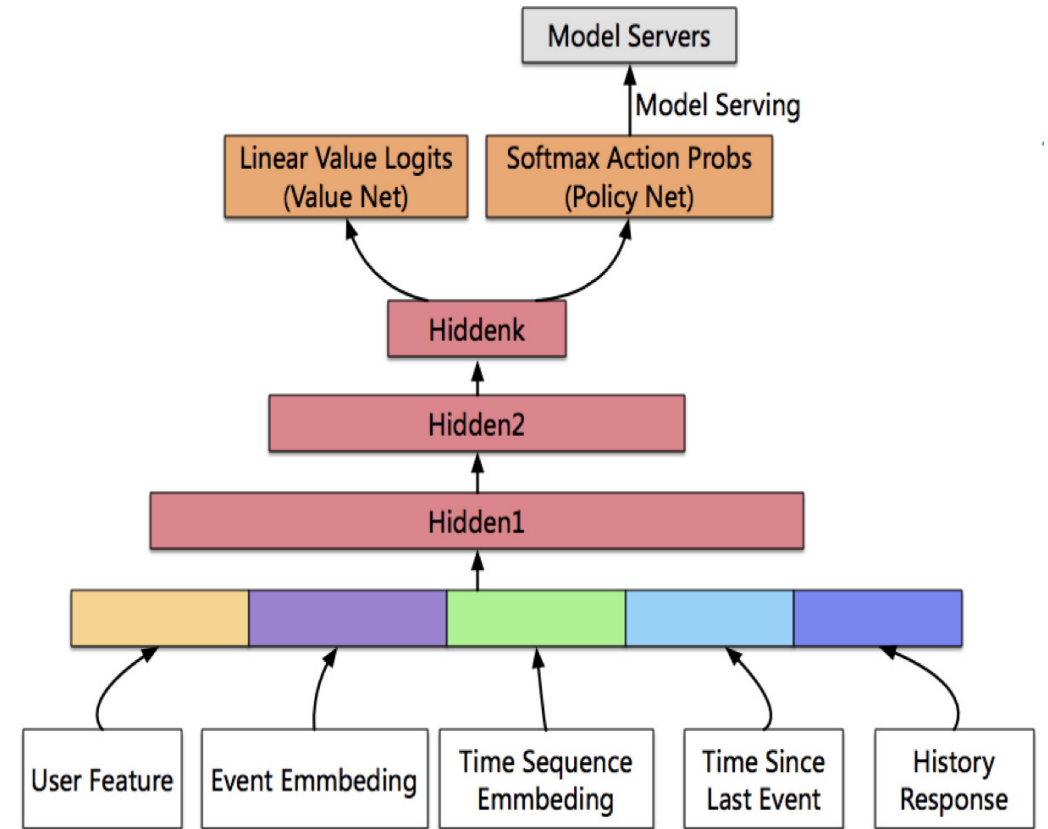 Model Servers
Model Serving
Linear Value Logits
(Value Net)
Softmax Action Probs
(Policy Net)
Hiddenk
Hidden2
Hidden1
User Feature
Event Emmbeding
Time Sequence
Emmbeding
Time Since
Last Event
History
Response